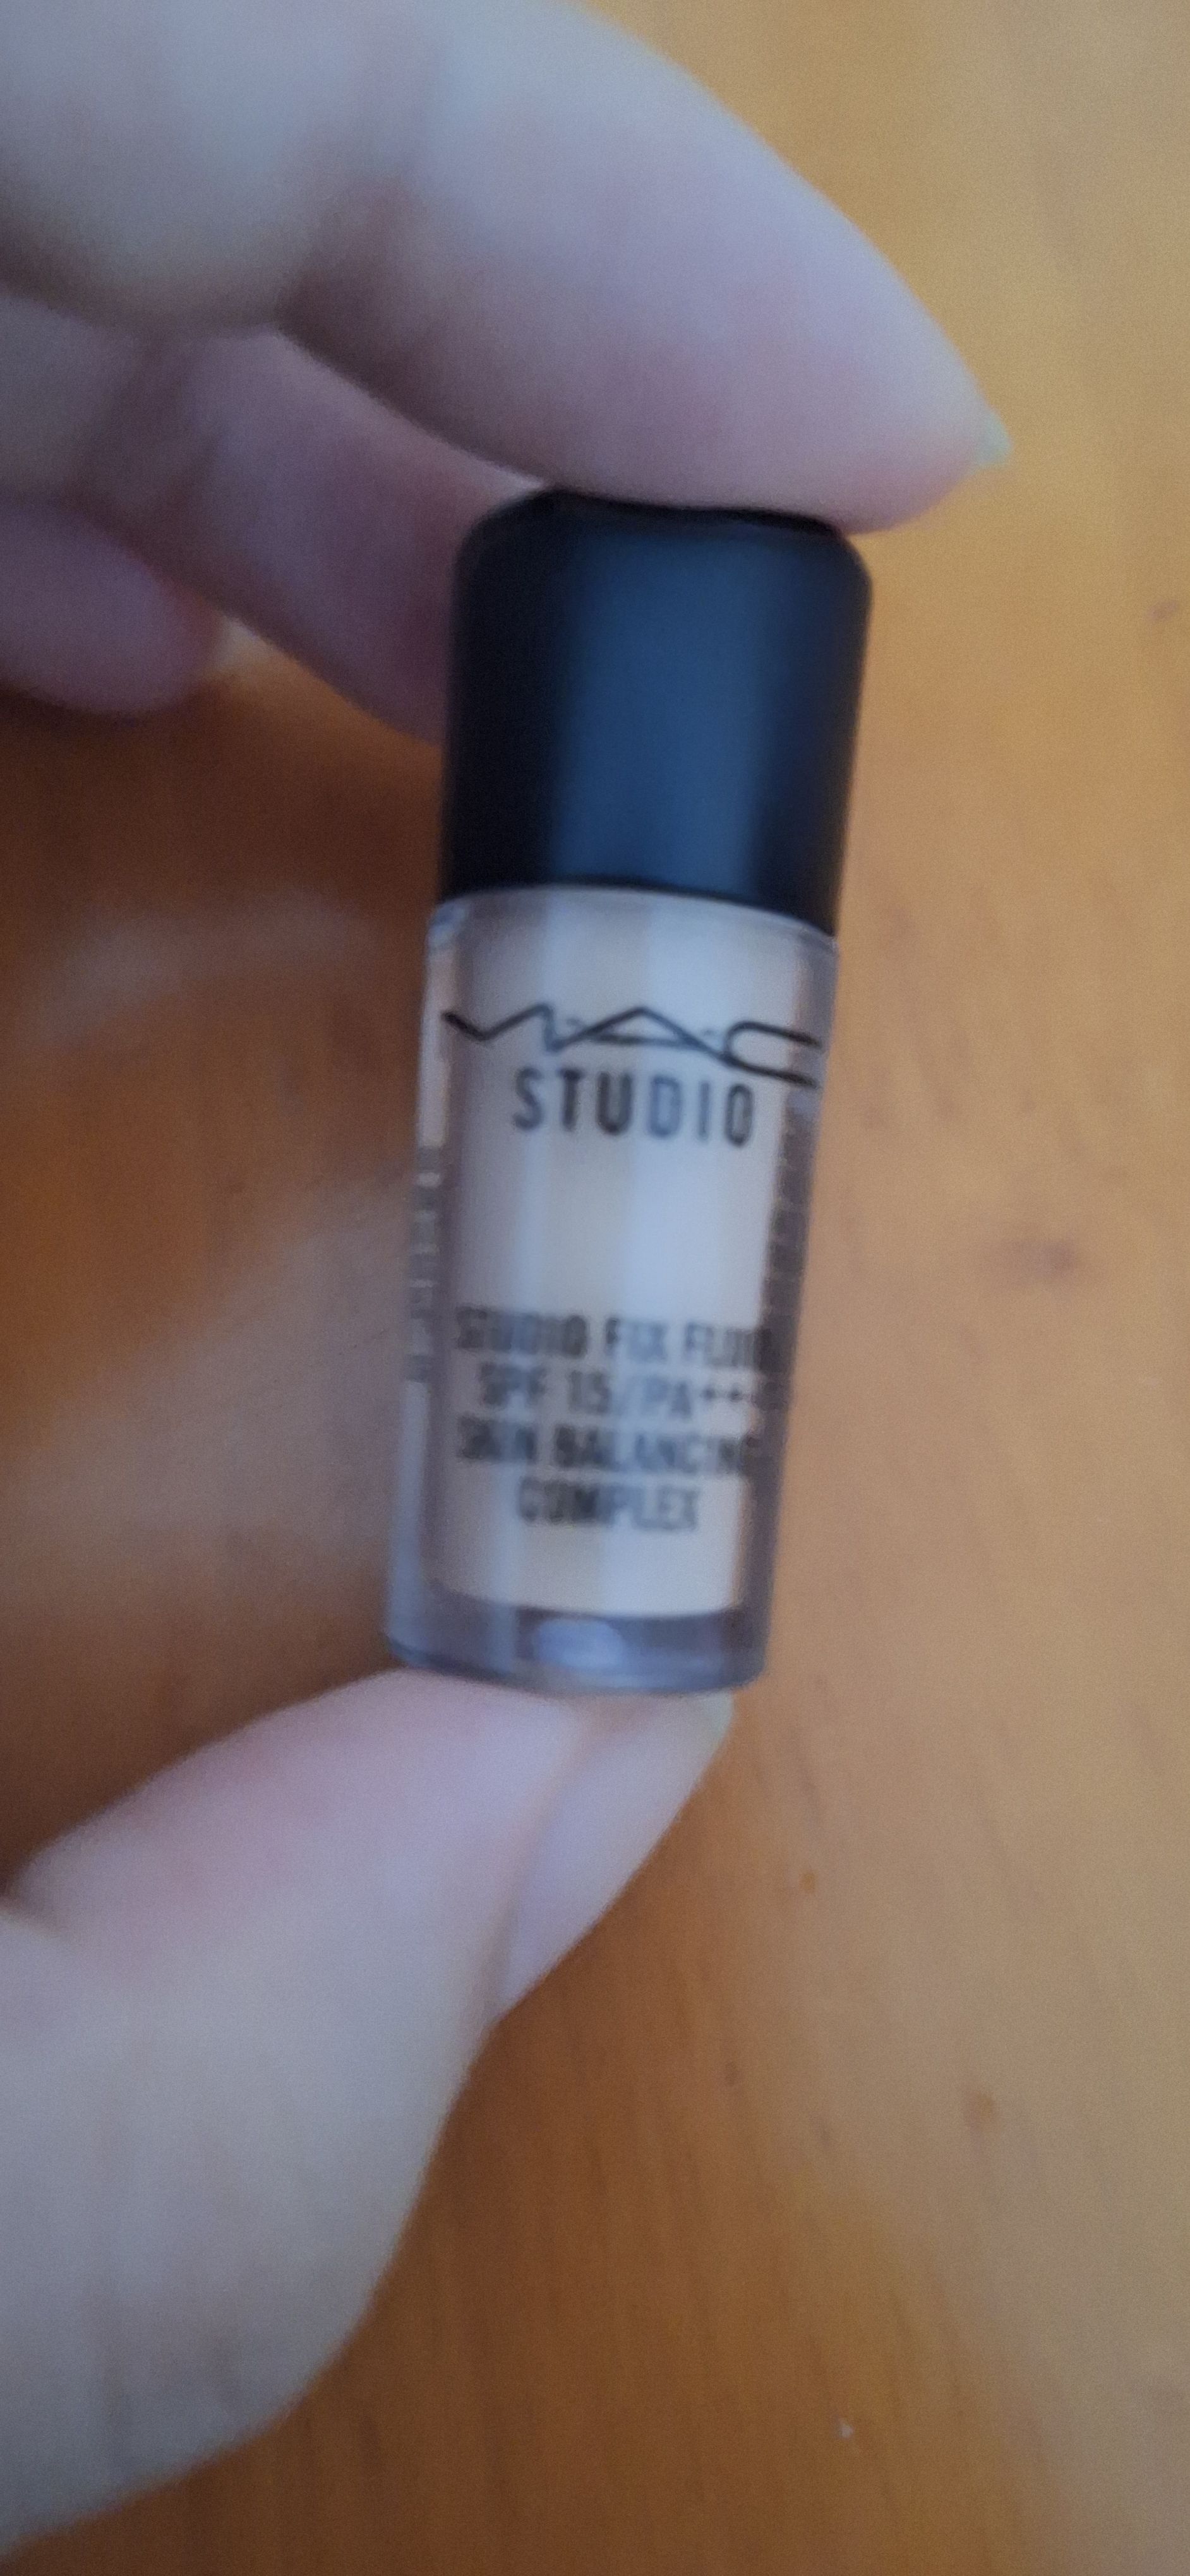 MAC
STUDIO
STUDIO FIX FLUID
SPF 15/PA++
SKIN BALANCING
COMPLEX